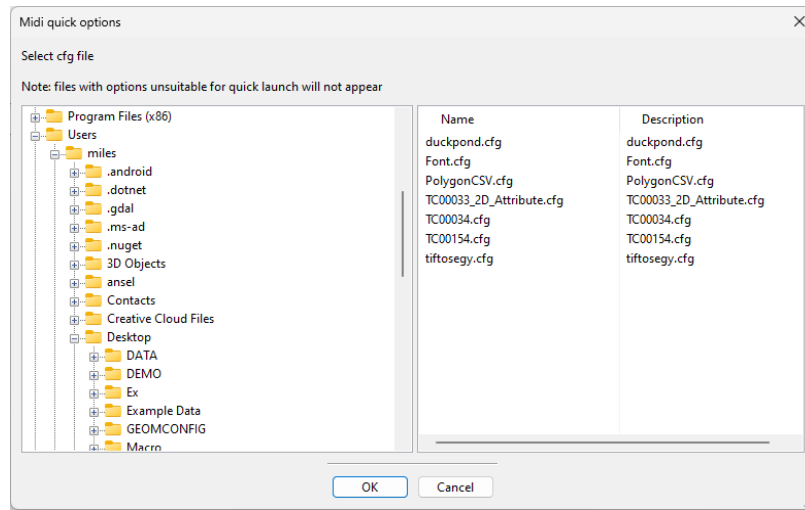 Midi quick options
Select cfg file
Note: files with options unsuitable for quick launch will not appear
Program Files (x86)
Users
miles
.android
.dotnet
.gdal
.ms-ad
.nuget
3D Objects
ansel
Contacts
Creative Cloud Files
Desktop
DATA
DEMO
Ex
Example Data
GEOMCONFIG
Macro
Name Description
duckpond.cfg duckpond.cfg
Font.cfg Font.cfg
PolygonCSV.cfg PolygonCSV.cfg
TC00033_2D_Attribute.cfg TC00033_2D_Attribute.cfg
TC00034.cfg TC00034.cfg
TC00154.cfg TC00154.cfg
tiftosegy.cfg tiftosegy.cfg
OK Cancel